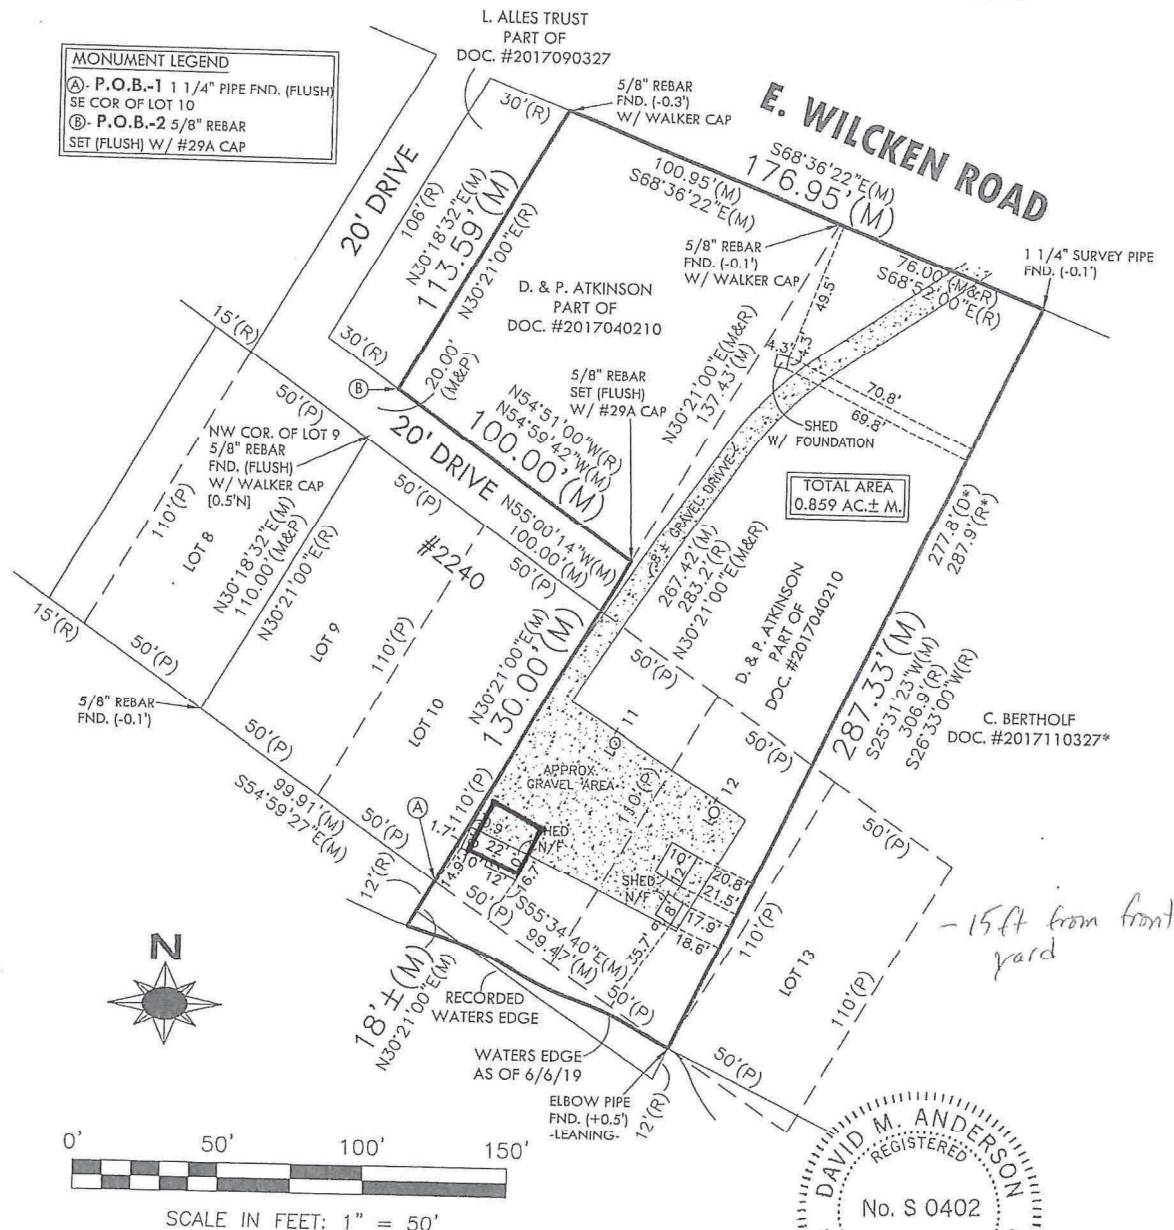 L. ALLES TRUST
PART OF
DOC. #2017090327
MONUMENT LEGEND
Ⓐ- P.O.B.-1 1 1/4" PIPE FND. (FLUSH)
SE COR OF LOT 10
Ⓑ- P.O.B.-2 5/8" REBAR
SET (FLUSH) W/ #29A CAP
5/8" REBAR
FND. (-0.3')
W/ WALKER CAP
E. WILCKEN ROAD
30'(R)
S68°36'22"E(M)
176.95'(M)
100.95'(M)
S68°36'22"E(M)
20' DRIVE
106'(R)
N30°18'32"E(M)
113.59'(M)
N30°21'00"E(R)
5/8" REBAR
FND. (-0.1')
W/ WALKER CAP
1 1/4" SURVEY PIPE
FND. (-0.1')
76.00'(M&R)
S68°52'00"E(R)
49.5'
D. & P. ATKINSON
PART OF
DOC. #2017040210
15'(R)
30'(R)
Ⓑ
20.00'
(M&P)
N30°21'00"E(M&R)
137.43'(M)
4.3'
4.3'
70.8'
69.8'
SHED
W/ FOUNDATION
5/8" REBAR
SET (FLUSH)
W/ #29A CAP
N54°51'00"W(R)
N54°59'42"W(M)
100.00'(M)
20' DRIVE
N55°00'14"W(M)
100.00'(M)
50'(P)
NW COR. OF LOT 9
5/8" REBAR
FND. (FLUSH)
W/ WALKER CAP
[0.5'N]
50'(P)
50'(P)
#2240
TOTAL AREA
0.859 AC.± M.
8'± GRAVEL DRIVE
277.8'(D*)
287.9'(R*)
110'(P)
LOT 8
N30°18'32"E(M)
110.00'(M&P)
N30°21'00"E(R)
267.42'(M)
283.2'(R)
N30°21'00"E(M&R)
D. & P. ATKINSON
PART OF
DOC. #2017040210
15'(R)
50'(P)
LOT 9
110'(P)
N30°21'00"E(M)
130.00'(M)
50'(P)
287.33'(M)
S25°31'23"W(M)
306.9'(R)
S26°33'00"W(R)
5/8" REBAR
FND. (-0.1')
50'(P)
LOT 10
LOT 11
50'(P)
C. BERTHOLF
DOC. #2017110327*
99.91'(M)
S54°59'27"E(M)
50'(P)
APPROX.
GRAVEL AREA
110'(P)
LOT 12
50'(P)
Ⓐ
110'(P)
1.7'
SHED
N/F
22'
12'
14.9'
16.7'
12'(R)
50'(P)
S55°34'40"E(M)
99.47'(M)
SHED
N/F
10'
12'
20.8'
21.5'
8'
17.9'
18.6'
35.7'
110'(P)
- 15ft from front
yard
LOT 13
110'(P)
N
18'±(M)
N30°21'00"E(M)
RECORDED
WATERS EDGE
50'(P)
WATERS EDGE
AS OF 6/6/19
50'(P)
ELBOW PIPE
FND. (+0.5')
-LEANING-
12'(R)
0' 50' 100' 150'
SCALE IN FEET: 1" = 50'
DAVID M. ANDERSON
REGISTERED
No. S 0402